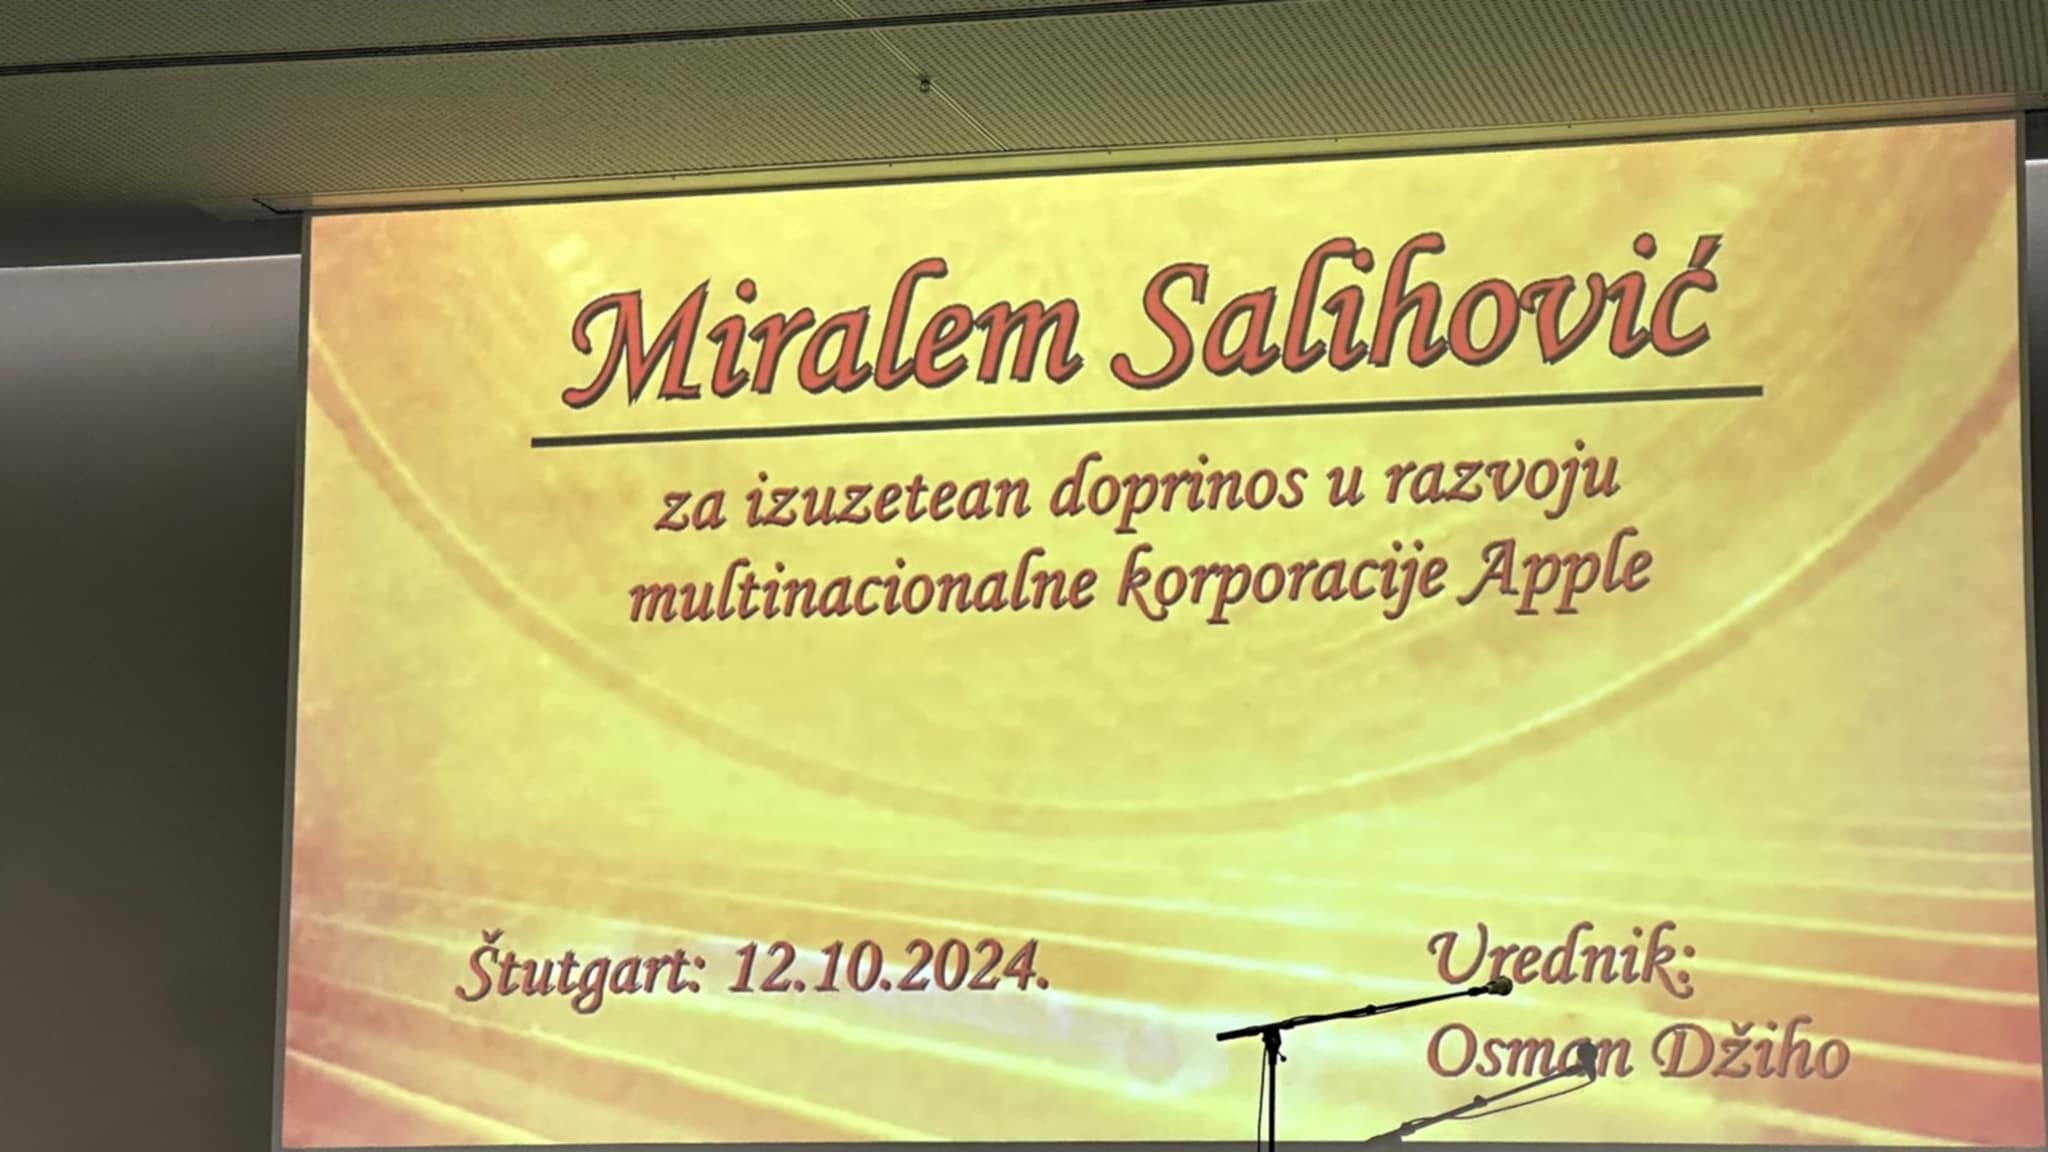 Miralem Salihović
za izuzetean doprinos u razvoju
multinacionalne korporacije Apple
Štutgart: 12.10.2024.
Urednik:
Osman Džiho